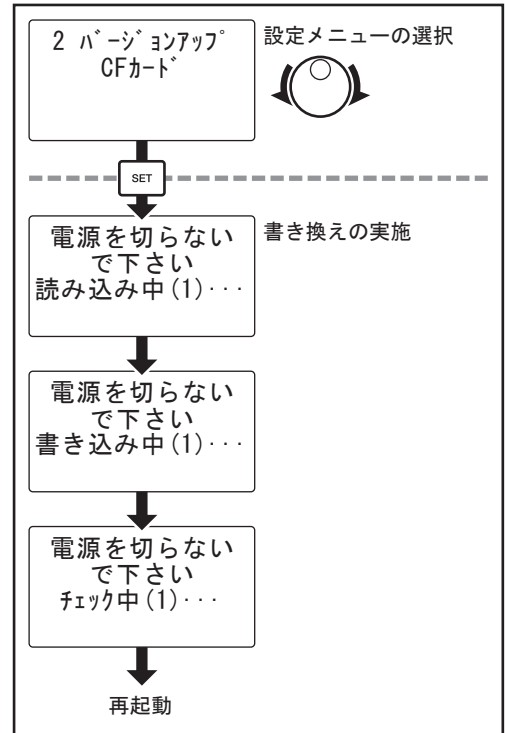 2 ﾊﾞｰｼﾞｮﾝｱｯﾌﾟ
CFｶｰﾄﾞ
設定メニューの選択
SET
電源を切らない
で下さい
読み込み中(1)･･･
書き換えの実施
電源を切らない
で下さい
書き込み中(1)･･･
電源を切らない
で下さい
ﾁｪｯｸ中(1)･･･
再起動